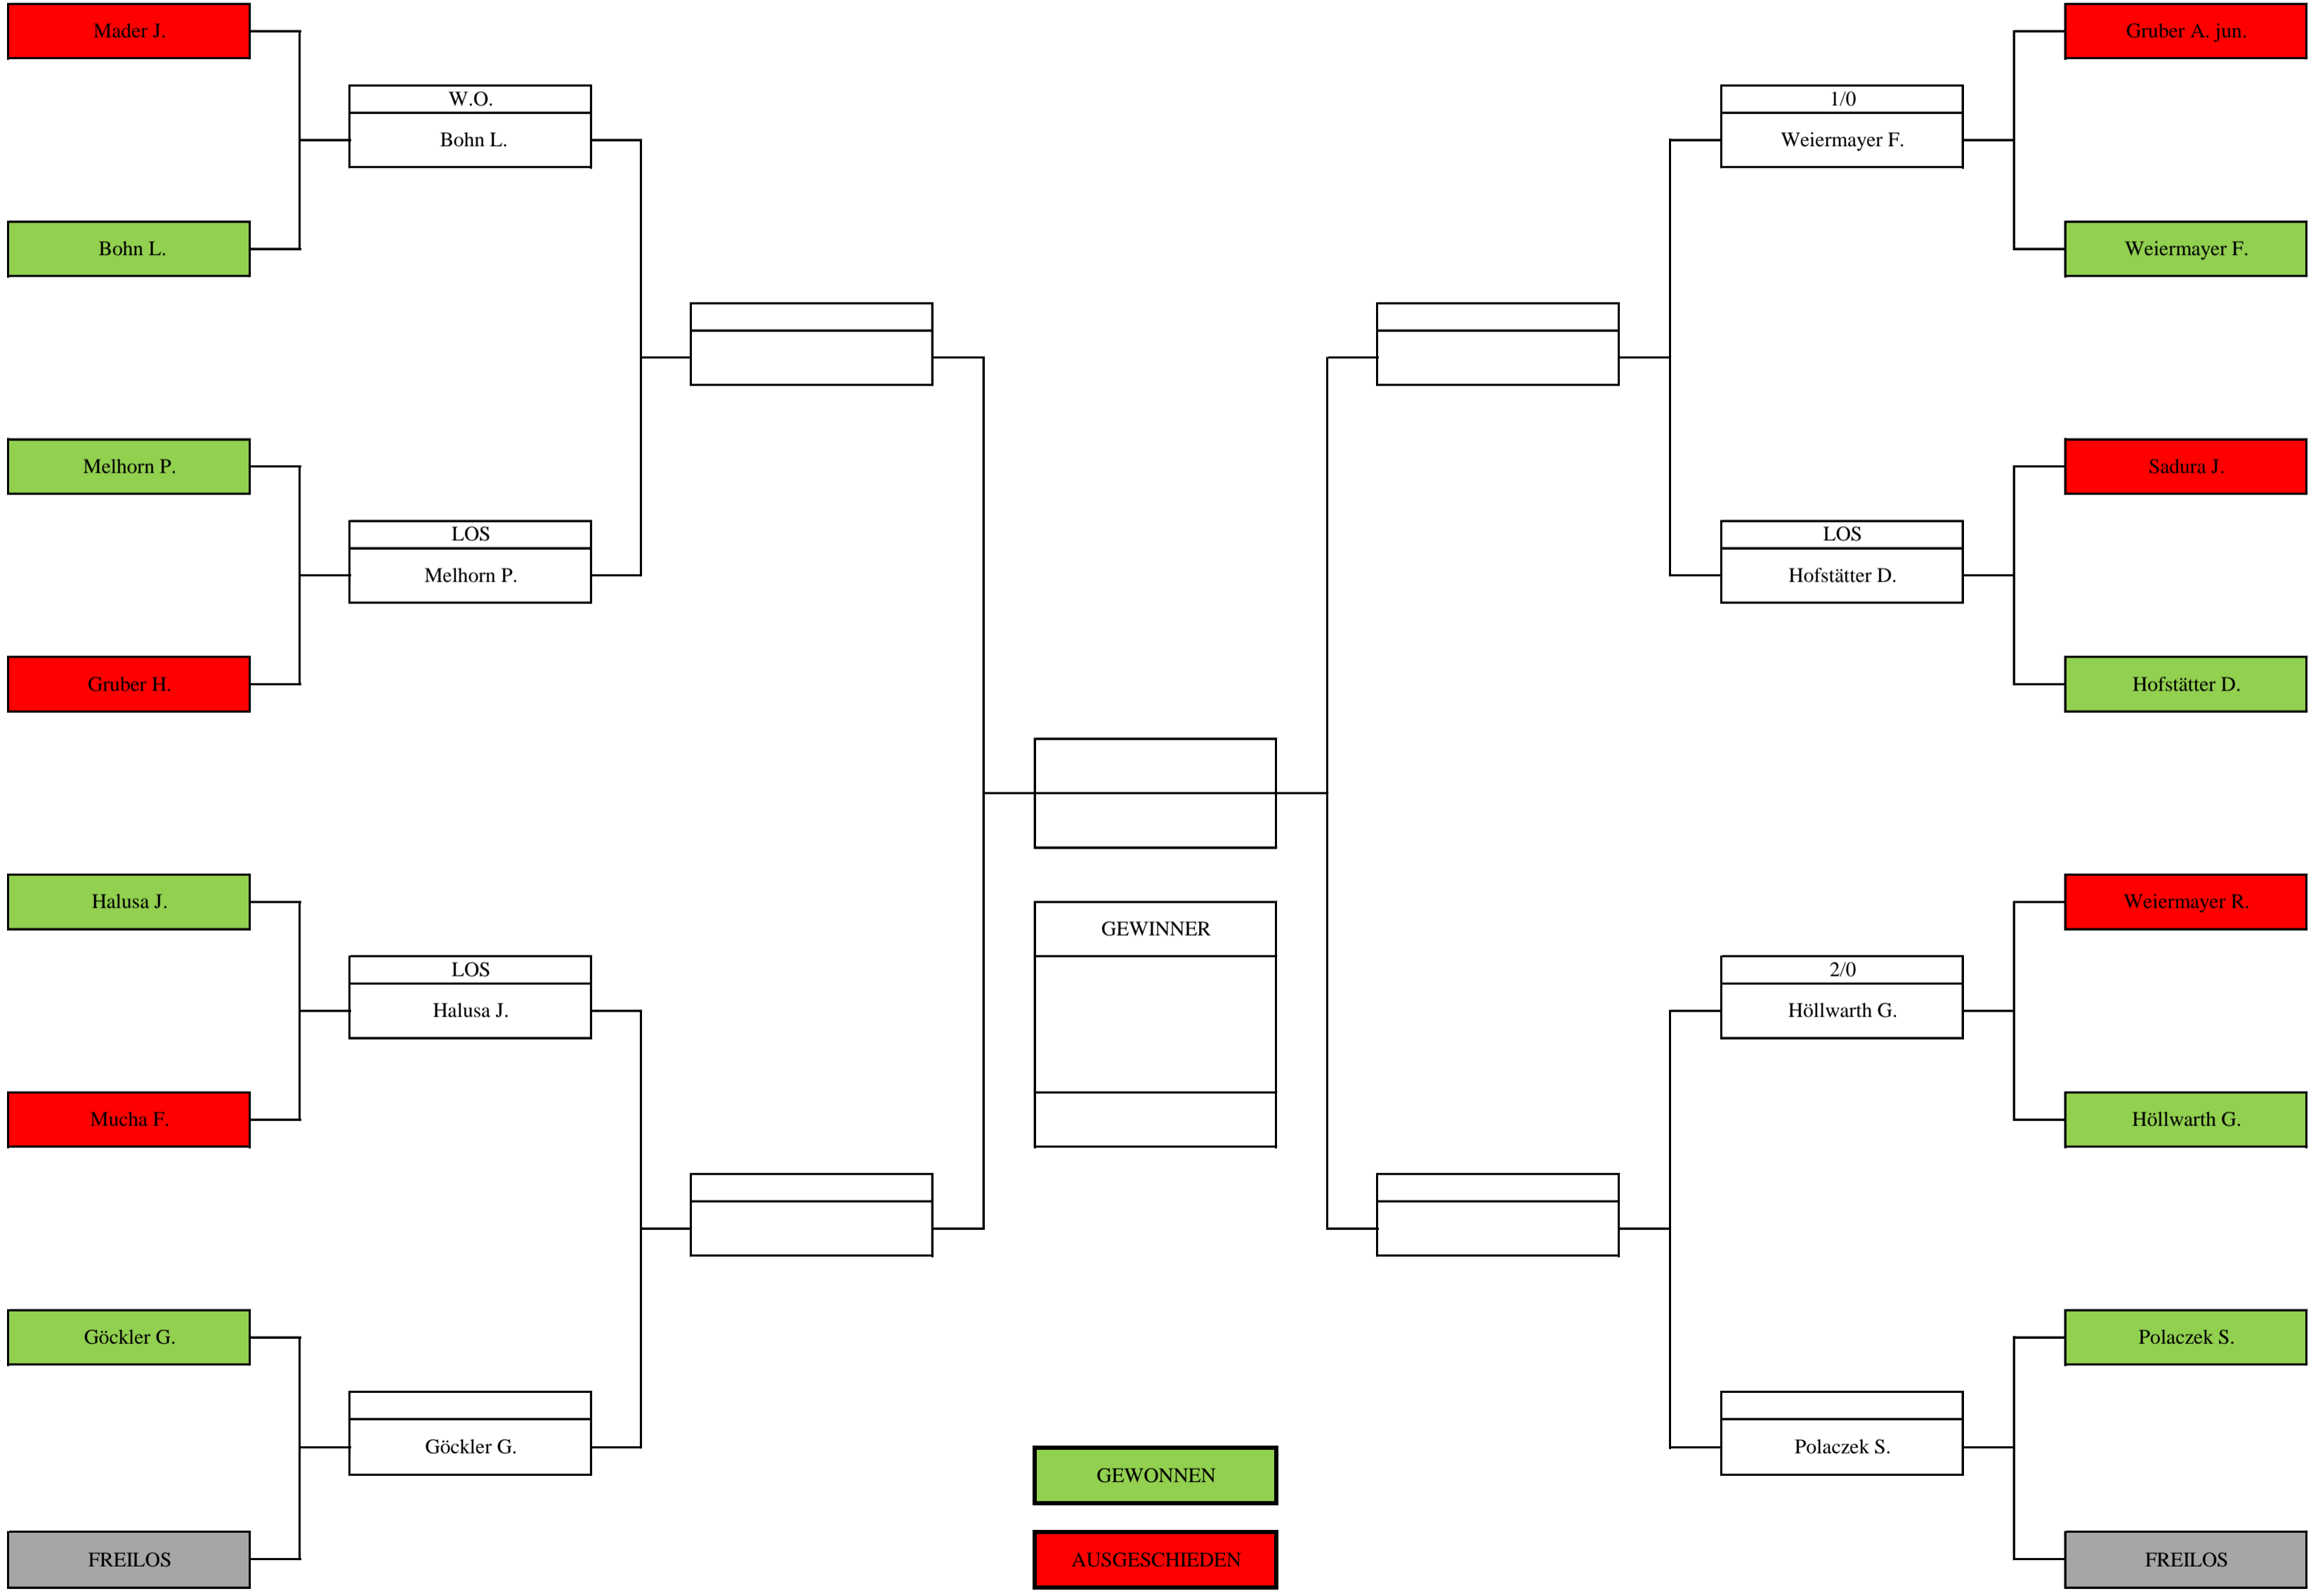 Mader J.
Gruber A. jun.
W.O.
1/0
Bohn L.
Weiermayer F.
Bohn L.
Weiermayer F.
Melhorn P.
Sadura J.
LOS
LOS
Melhorn P.
Hofstätter D.
Gruber H.
Hofstätter D.
Halusa J.
Weiermayer R.
GEWINNER
LOS
2/0
Halusa J.
Höllwarth G.
Mucha F.
Höllwarth G.
Göckler G.
Polaczek S.
Göckler G.
Polaczek S.
GEWONNEN
FREILOS
AUSGESCHIEDEN
FREILOS